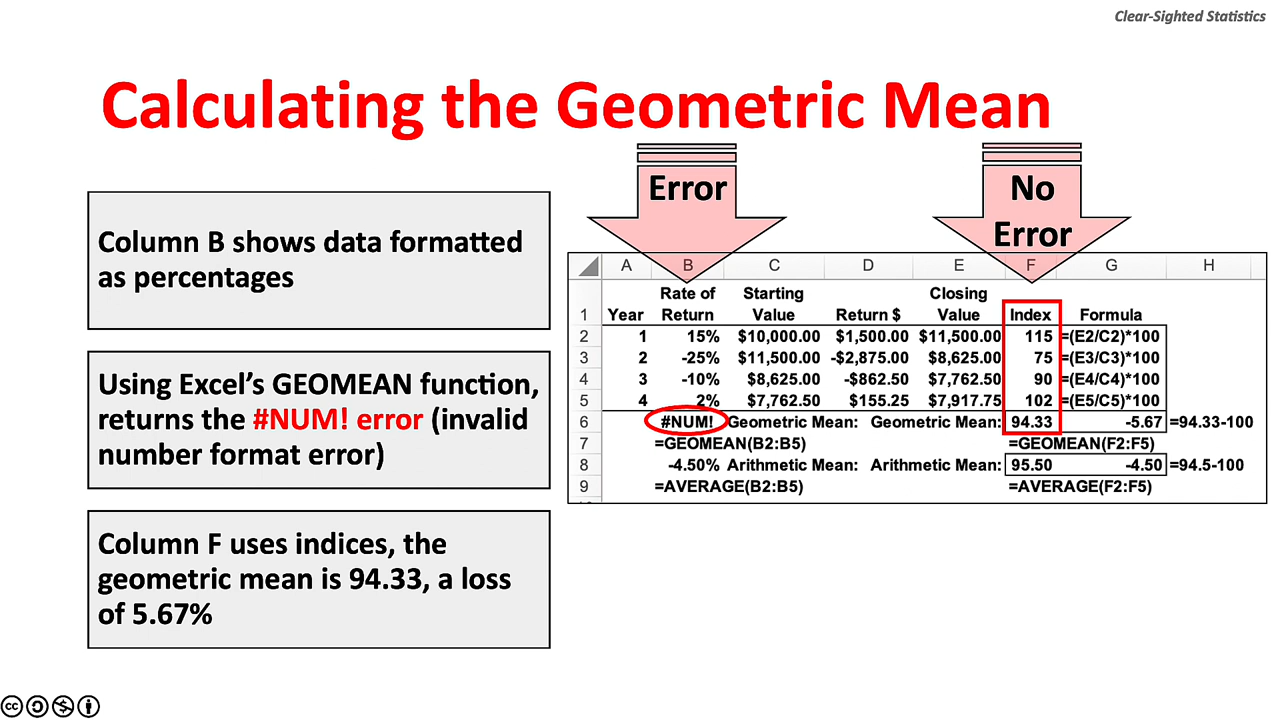 Clear-Sighted Statistics
Calculating the Geometric Mean
Error
No
Error
Column B shows data formatted
as percentages
Using Excel's GEOMEAN function,
returns the #NUM! error (invalid
number format error)
Column F uses indices, the
geometric mean is 94.33, a loss
of 5.67%
A B C D E F G H
Rate of Starting Closing
1 Year Return Value Return $ Value Index Formula
2 1 15% $10,000.00 $1,500.00 $11,500.00 115 =(E2/C2)*100
3 2 -25% $11,500.00 -$2,875.00 $8,625.00 75 =(E3/C3)*100
4 3 -10% $8,625.00 -$862.50 $7,762.50 90 =(E4/C4)*100
5 4 2% $7,762.50 $155.25 $7,917.75 102 =(E5/C5)*100
6 #NUM! Geometric Mean: Geometric Mean: 94.33 -5.67 =94.33-100
7 =GEOMEAN(B2:B5) =GEOMEAN(F2:F5)
8 -4.50% Arithmetic Mean: Arithmetic Mean: 95.50 -4.50 =94.5-100
9 =AVERAGE(B2:B5) =AVERAGE(F2:F5)
cc